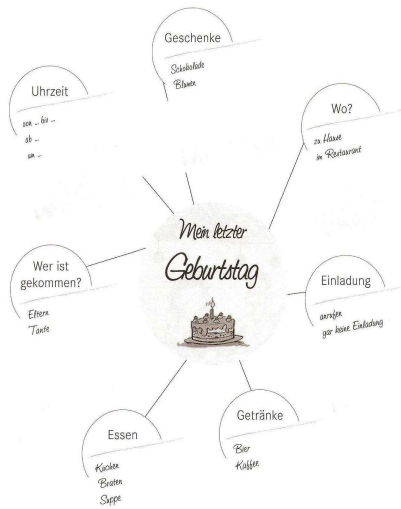 Geschenke
Schokolade
Blumen
Uhrzeit
von ... bis ...
ab ...
um ...
Wo?
zu Hause
im Restaurant
Mein letzter
Geburtstag
Wer ist
gekommen?
Eltern
Tante
Einladung
anrufen
gar keine Einladung
Getränke
Bier
Kaffee
Essen
Kuchen
Braten
Suppe